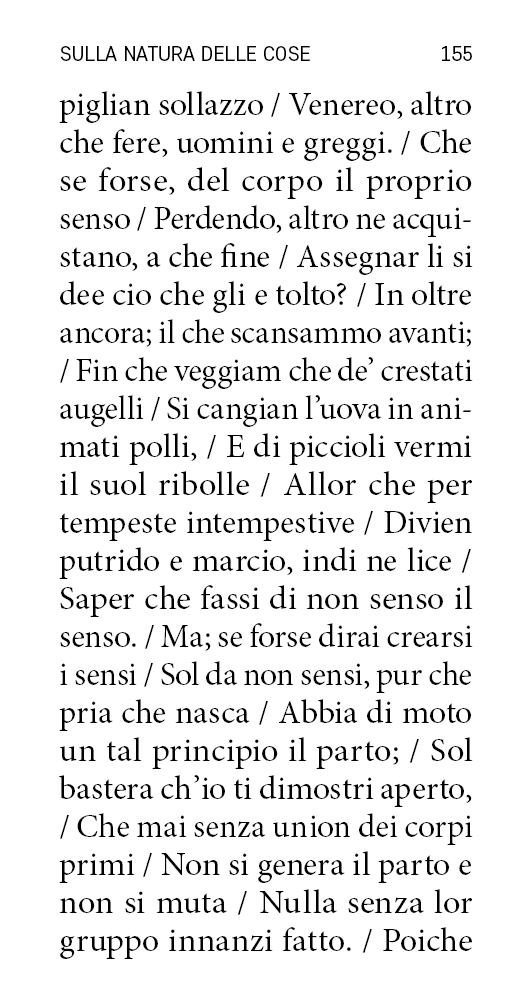 SULLA NATURA DELLE COSE 155
piglian sollazzo / Venereo, altro
che fere, uomini e greggi. / Che
se forse, del corpo il proprio
senso / Perdendo, altro ne acqui-
stano, a che fine / Assegnar li si
dee cio che gli e tolto? / In oltre
ancora; il che scansammo avanti;
/ Fin che veggiam che de’ crestati
augelli / Si cangian l’uova in ani-
mati polli, / E di piccioli vermi
il suol ribolle / Allor che per
tempeste intempestive / Divien
putrido e marcio, indi ne lice /
Saper che fassi di non senso il
senso. / Ma; se forse dirai crearsi
i sensi / Sol da non sensi, pur che
pria che nasca / Abbia di moto
un tal principio il parto; / Sol
bastera ch’io ti dimostri aperto,
/ Che mai senza union dei corpi
primi / Non si genera il parto e
non si muta / Nulla senza lor
gruppo innanzi fatto. / Poiche